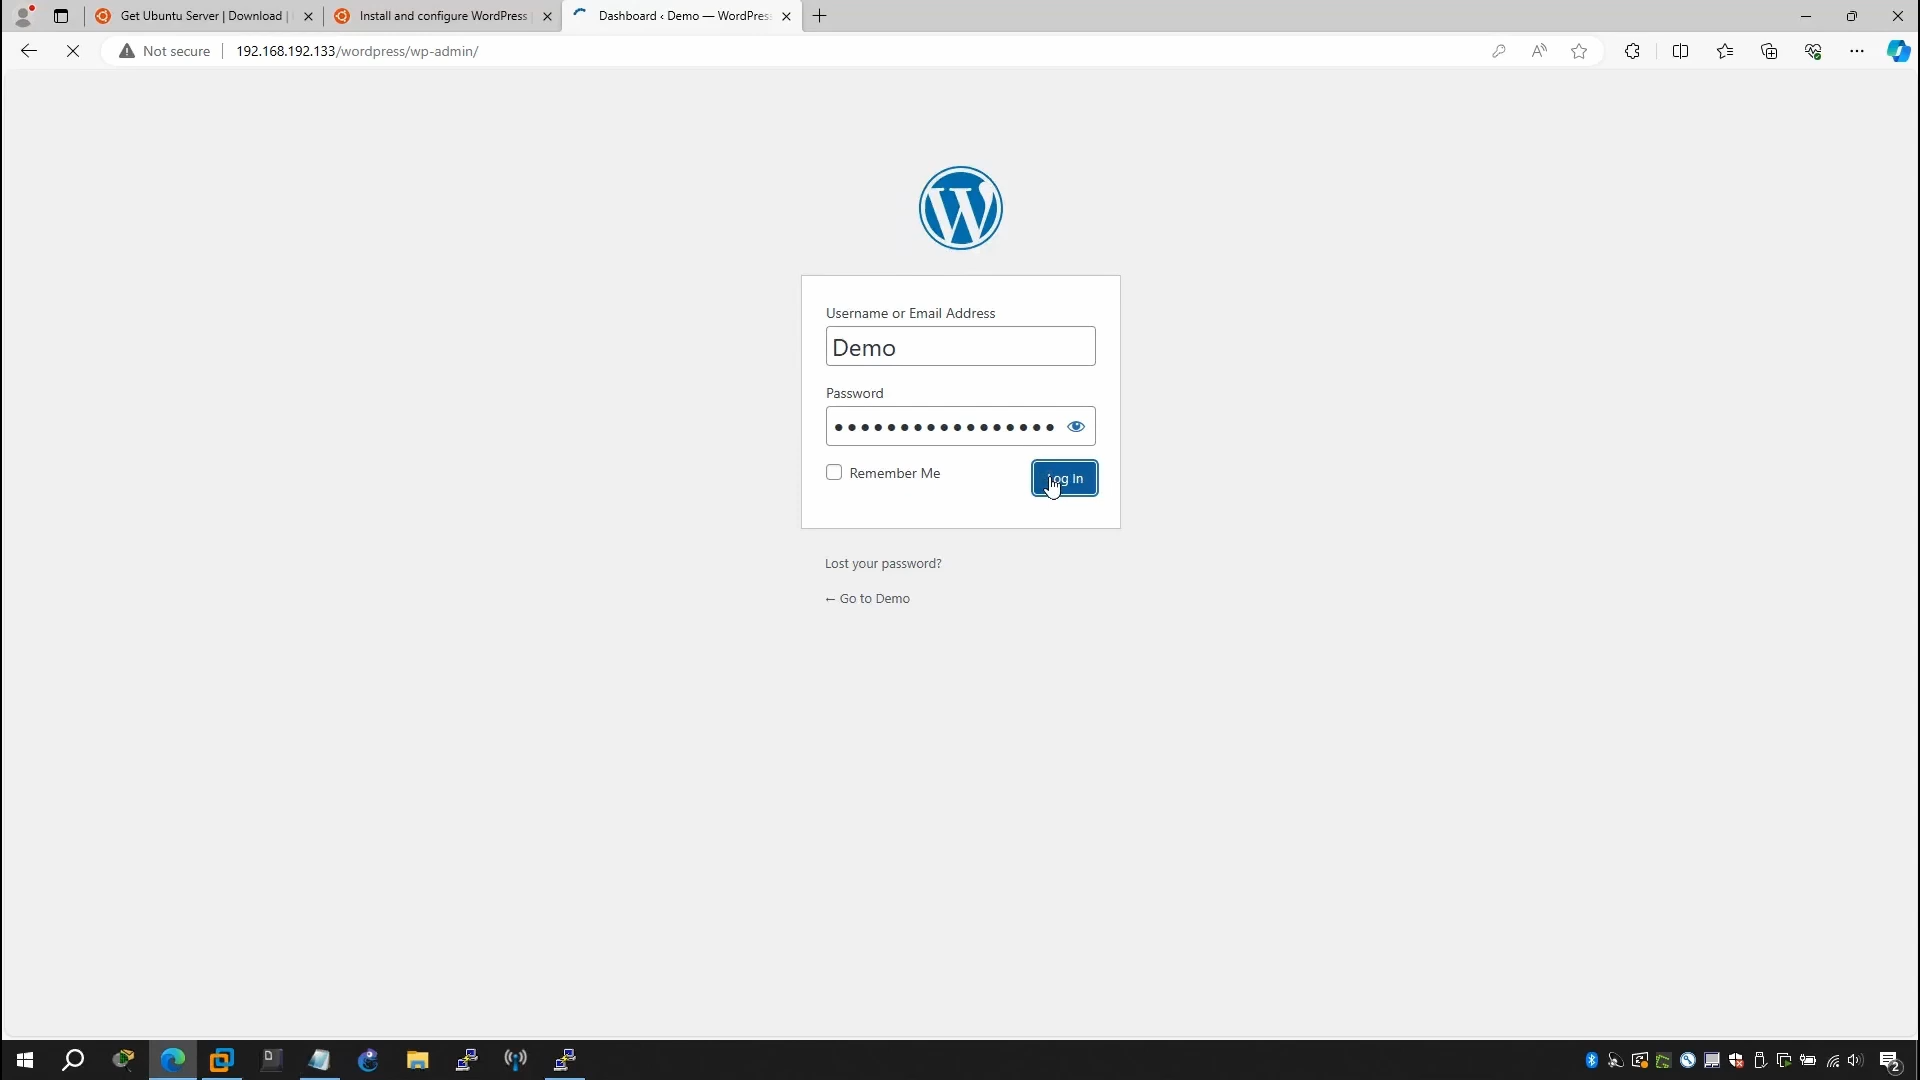 Get Ubuntu Server | Download |
Install and configure WordPress
Dashboard ‹ Demo — WordPres
Not secure
192.168.192.133/wordpress/wp-admin/
Username or Email Address
Demo
Password
Remember Me
Log In
Lost your password?
← Go to Demo
2